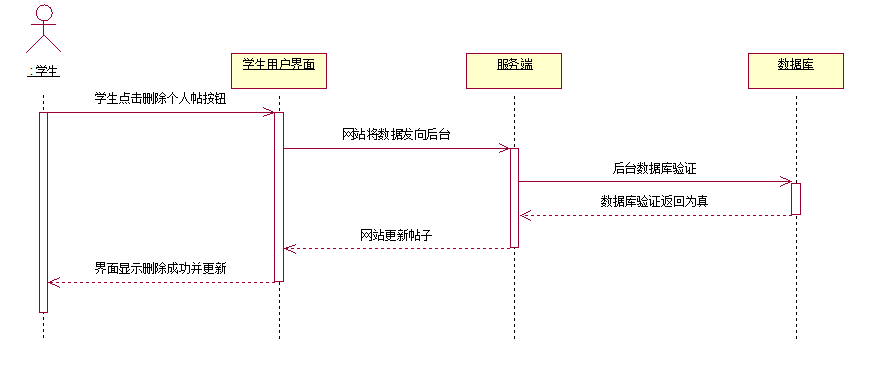 : 学生
学生用户界面
服务端
数据库
学生点击删除个人帖按钮
网站将数据发向后台
后台数据库验证
数据库验证返回为真
网站更新帖子
界面显示删除成功并更新